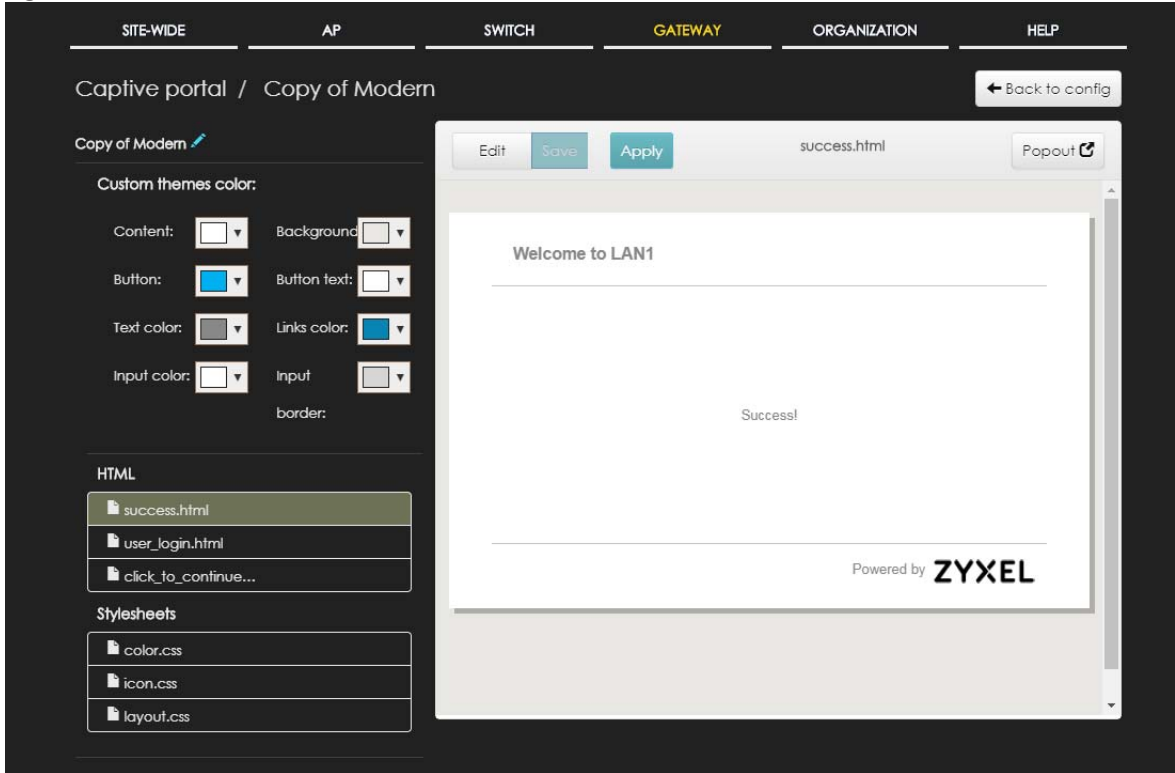 SITE-WIDE AP SWITCH GATEWAY ORGANIZATION HELP
Captive portal / Copy of Modern
Back to config
Copy of Modern
Custom themes color:
Content: Background
Button: Button text:
Text color: Links color:
Input color: Input border:
HTML
success.html
user_login.html
click_to_continue...
Stylesheets
color.css
icon.css
layout.css
Edit Save Apply success.html Popout
Welcome to LAN1
Success!
Powered by ZYXEL